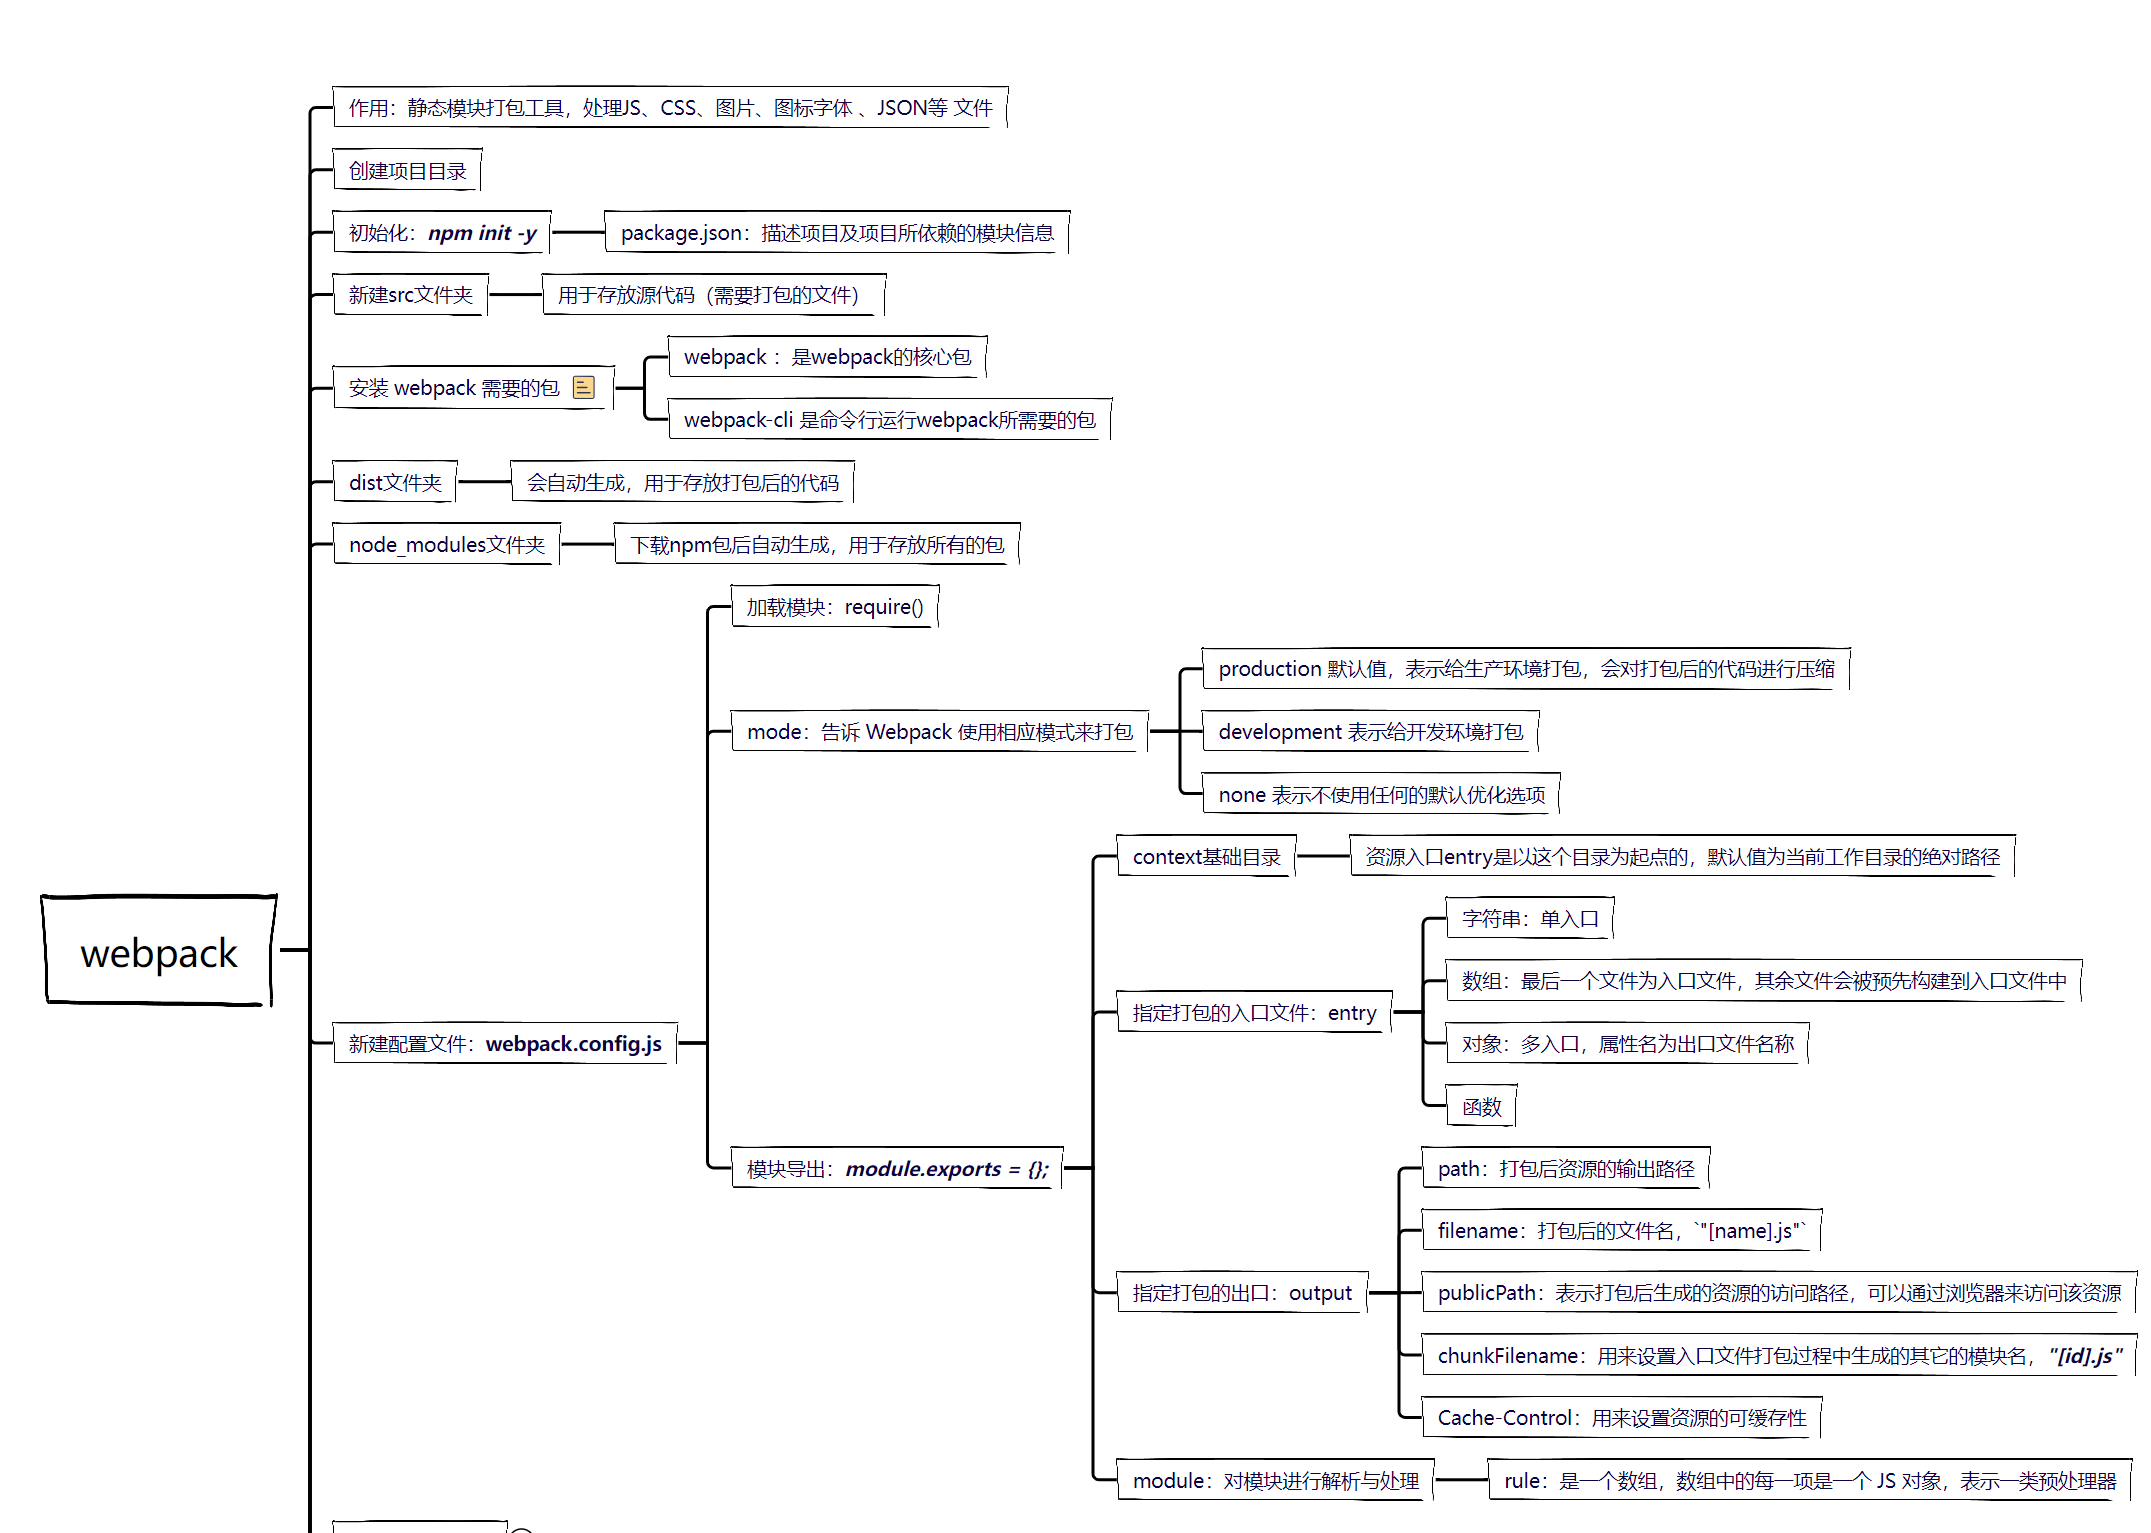 作用：静态模块打包工具，处理JS、CSS、图片、图标字体 、JSON等 文件
创建项目目录
初始化：npm init -y
package.json：描述项目及项目所依赖的模块信息
新建src文件夹
用于存放源代码（需要打包的文件）
安装 webpack 需要的包
webpack ：是webpack的核心包
webpack-cli 是命令行运行webpack所需要的包
dist文件夹
会自动生成，用于存放打包后的代码
node_modules文件夹
下载npm包后自动生成，用于存放所有的包
webpack
新建配置文件：webpack.config.js
加载模块：require()
mode：告诉 Webpack 使用相应模式来打包
production 默认值，表示给生产环境打包，会对打包后的代码进行压缩
development 表示给开发环境打包
none 表示不使用任何的默认优化选项
模块导出：module.exports = {};
context基础目录
资源入口entry是以这个目录为起点的，默认值为当前工作目录的绝对路径
指定打包的入口文件：entry
字符串：单入口
数组：最后一个文件为入口文件，其余文件会被预先构建到入口文件中
对象：多入口，属性名为出口文件名称
函数
指定打包的出口：output
path：打包后资源的输出路径
filename：打包后的文件名，`"[name].js"`
publicPath：表示打包后生成的资源的访问路径，可以通过浏览器来访问该资源
chunkFilename：用来设置入口文件打包过程中生成的其它的模块名，"[id].js"
Cache-Control：用来设置资源的可缓存性
module：对模块进行解析与处理
rule：是一个数组，数组中的每一项是一个 JS 对象，表示一类预处理器